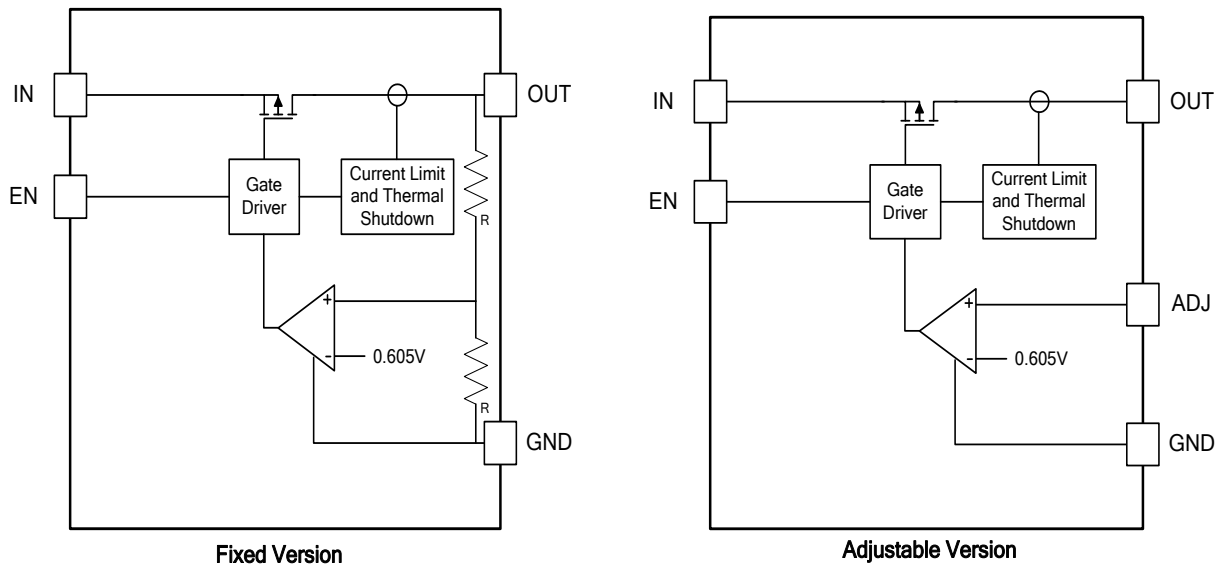 IN
OUT
EN
Gate
Driver
Current Limit
and Thermal
Shutdown
R
+
-
0.605V
R
GND
Fixed Version
IN
OUT
EN
Gate
Driver
Current Limit
and Thermal
Shutdown
+
ADJ
-
0.605V
GND
Adjustable Version